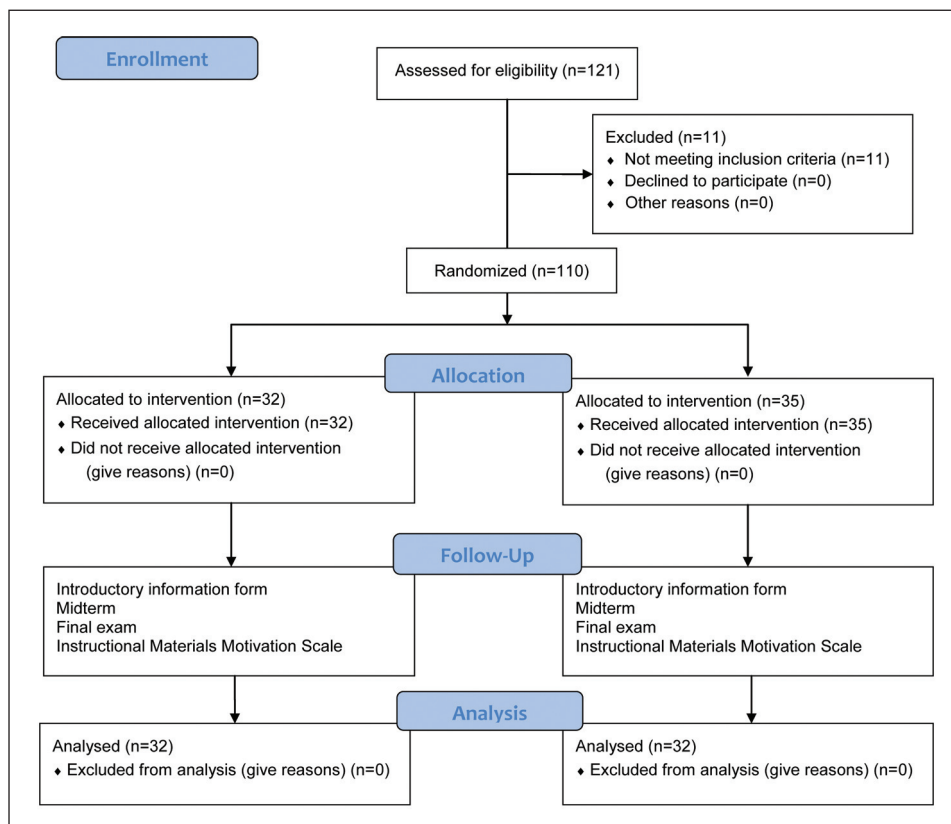 Enrollment
Assessed for eligibility (n=121)
Excluded (n=11)
♦ Not meeting inclusion criteria (n=11)
♦ Declined to participate (n=0)
♦ Other reasons (n=0)
Randomized (n=110)
Allocation
Allocated to intervention (n=32)
♦ Received allocated intervention (n=32)
♦ Did not receive allocated intervention
(give reasons) (n=0)
Allocated to intervention (n=35)
♦ Received allocated intervention (n=35)
♦ Did not receive allocated intervention
(give reasons) (n=0)
Follow-Up
Introductory information form
Midterm
Final exam
Instructional Materials Motivation Scale
Introductory information form
Midterm
Final exam
Instructional Materials Motivation Scale
Analysis
Analysed (n=32)
♦ Excluded from analysis (give reasons) (n=0)
Analysed (n=32)
♦ Excluded from analysis (give reasons) (n=0)